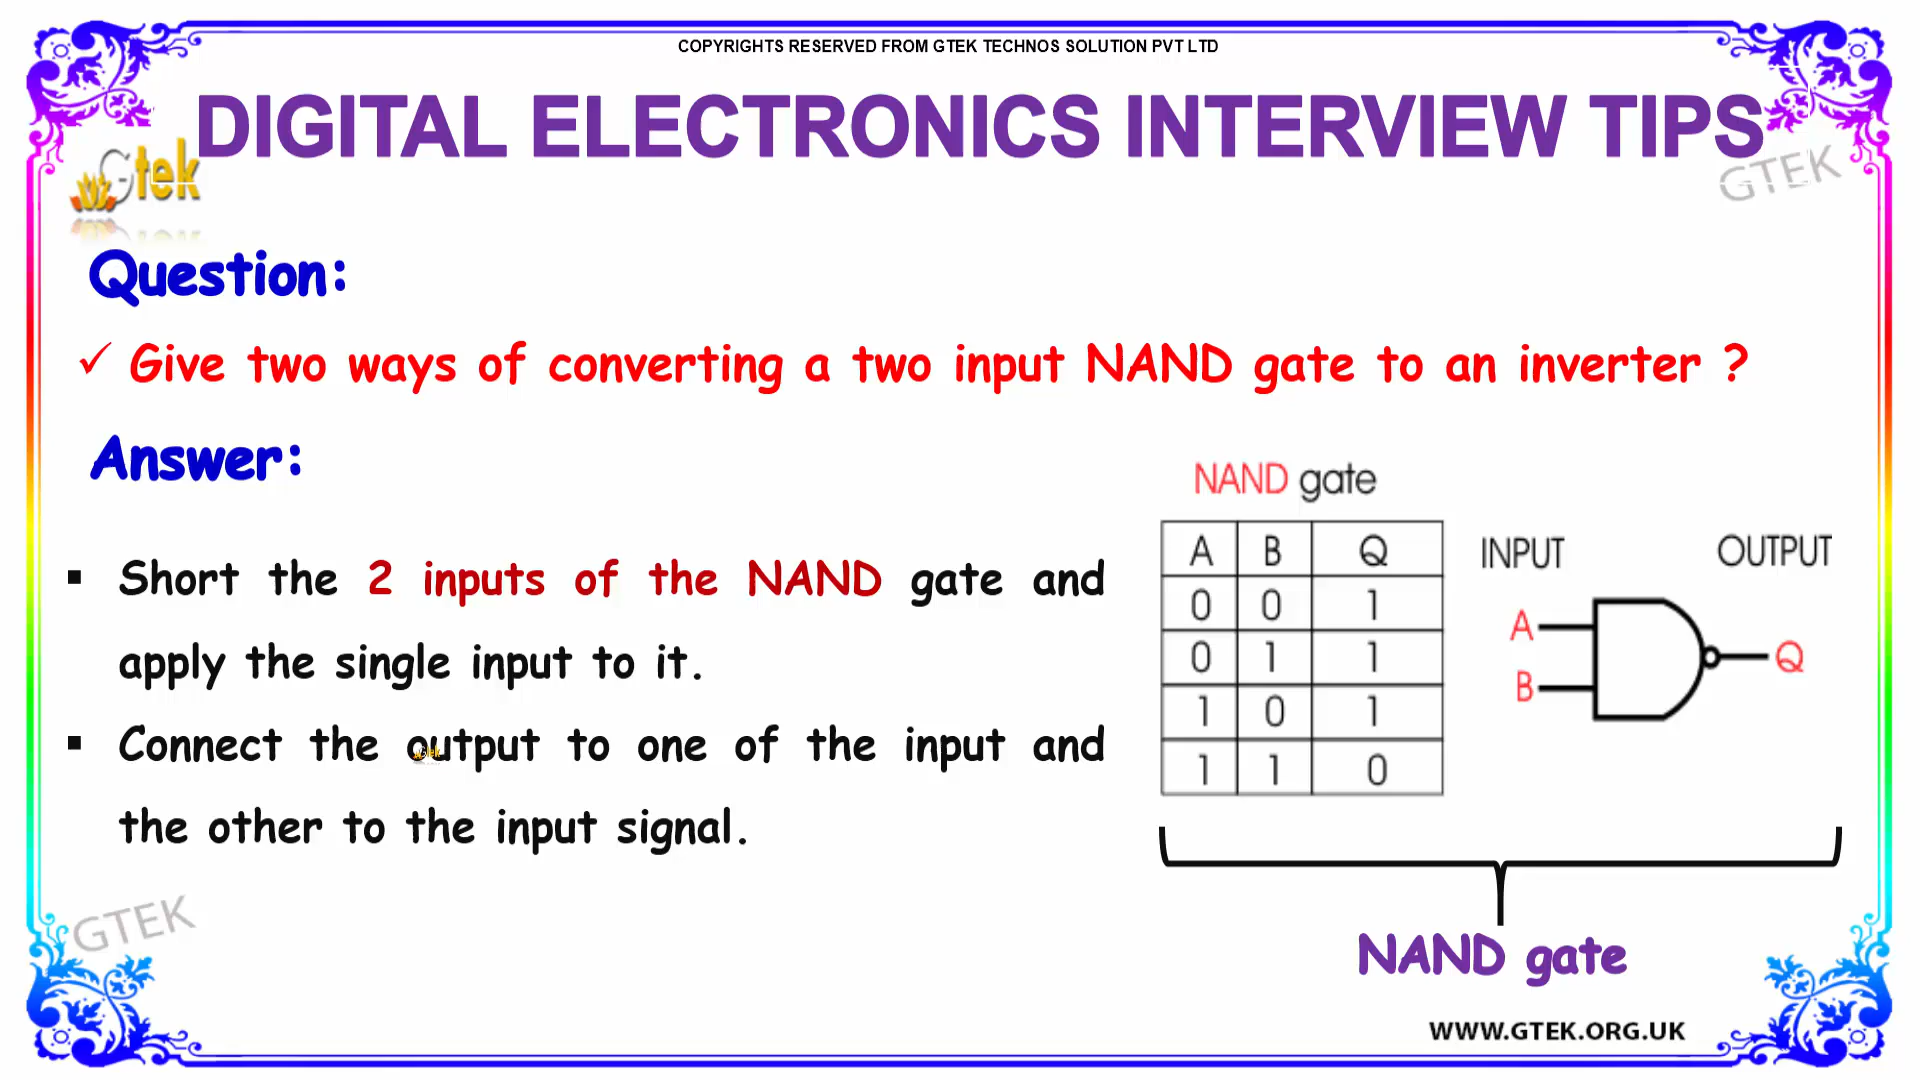 COPYRIGHTS RESERVED FROM GTEK TECHNOS SOLUTION PVT LTD
DIGITAL ELECTRONICS INTERVIEW TIPS
Gtek
GTEK
Question:
✓ Give two ways of converting a two input NAND gate to an inverter ?
Answer:
▪ Short the 2 inputs of the NAND gate and
apply the single input to it.
▪ Connect the output to one of the input and
the other to the input signal.
NAND gate
A B Q
0 0 1
0 1 1
1 0 1
1 1 0
INPUT OUTPUT
A
B
Q
NAND gate
GTEK
WWW.GTEK.ORG.UK